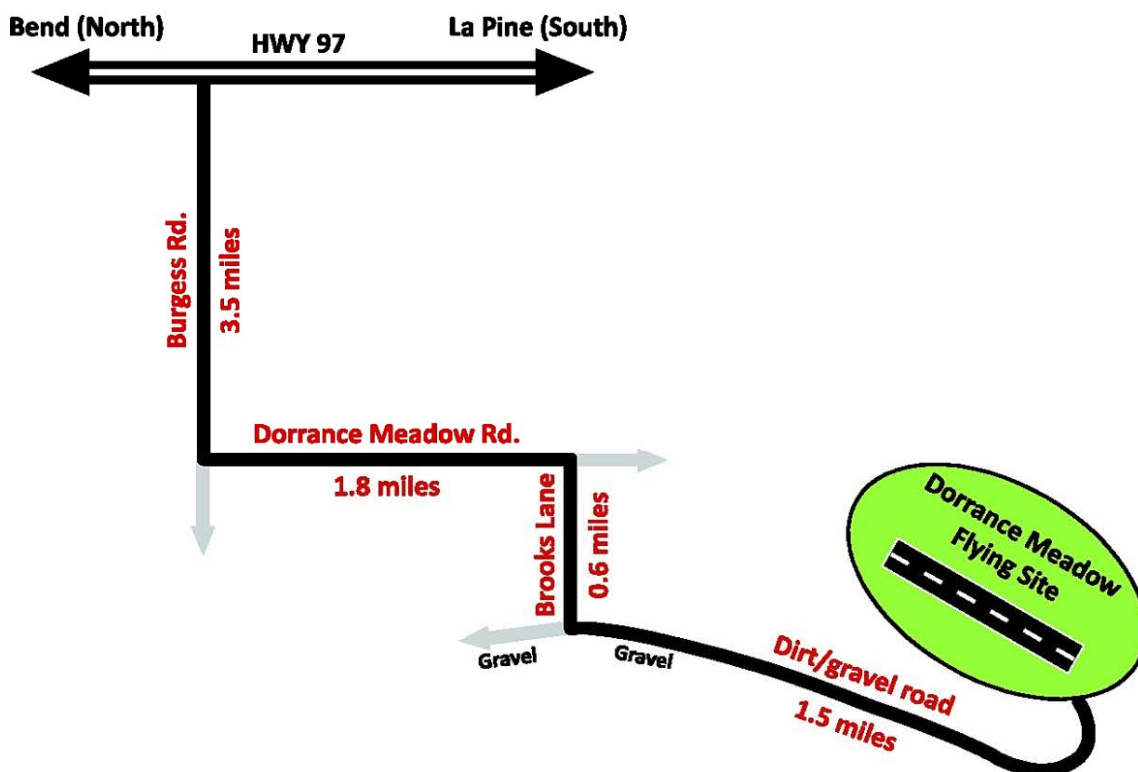 Bend (North)
HWY 97
La Pine (South)
Burgess Rd.
3.5 miles
Dorrance Meadow Rd.
1.8 miles
Brooks Lane
0.6 miles
Gravel
Gravel
Dirt/gravel road
1.5 miles
Dorrance Meadow
Flying Site